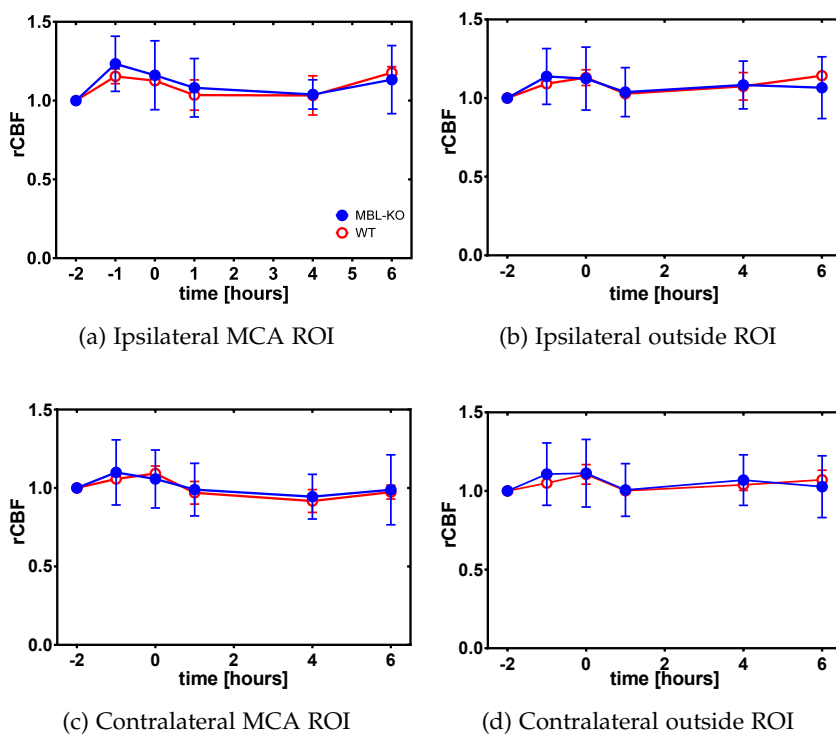 1.5
1.0
0.5
0.0
rCBF
MBL-KO
WT
-2 -1 0 1 2 3 4 5 6
time [hours]
(a) Ipsilateral MCA ROI
1.5
1.0
0.5
0.0
rCBF
-2 0 2 4 6
time [hours]
(b) Ipsilateral outside ROI
1.5
1.0
0.5
0.0
rCBF
-2 0 2 4 6
time [hours]
(c) Contralateral MCA ROI
1.5
1.0
0.5
0.0
rCBF
-2 0 2 4 6
time [hours]
(d) Contralateral outside ROI